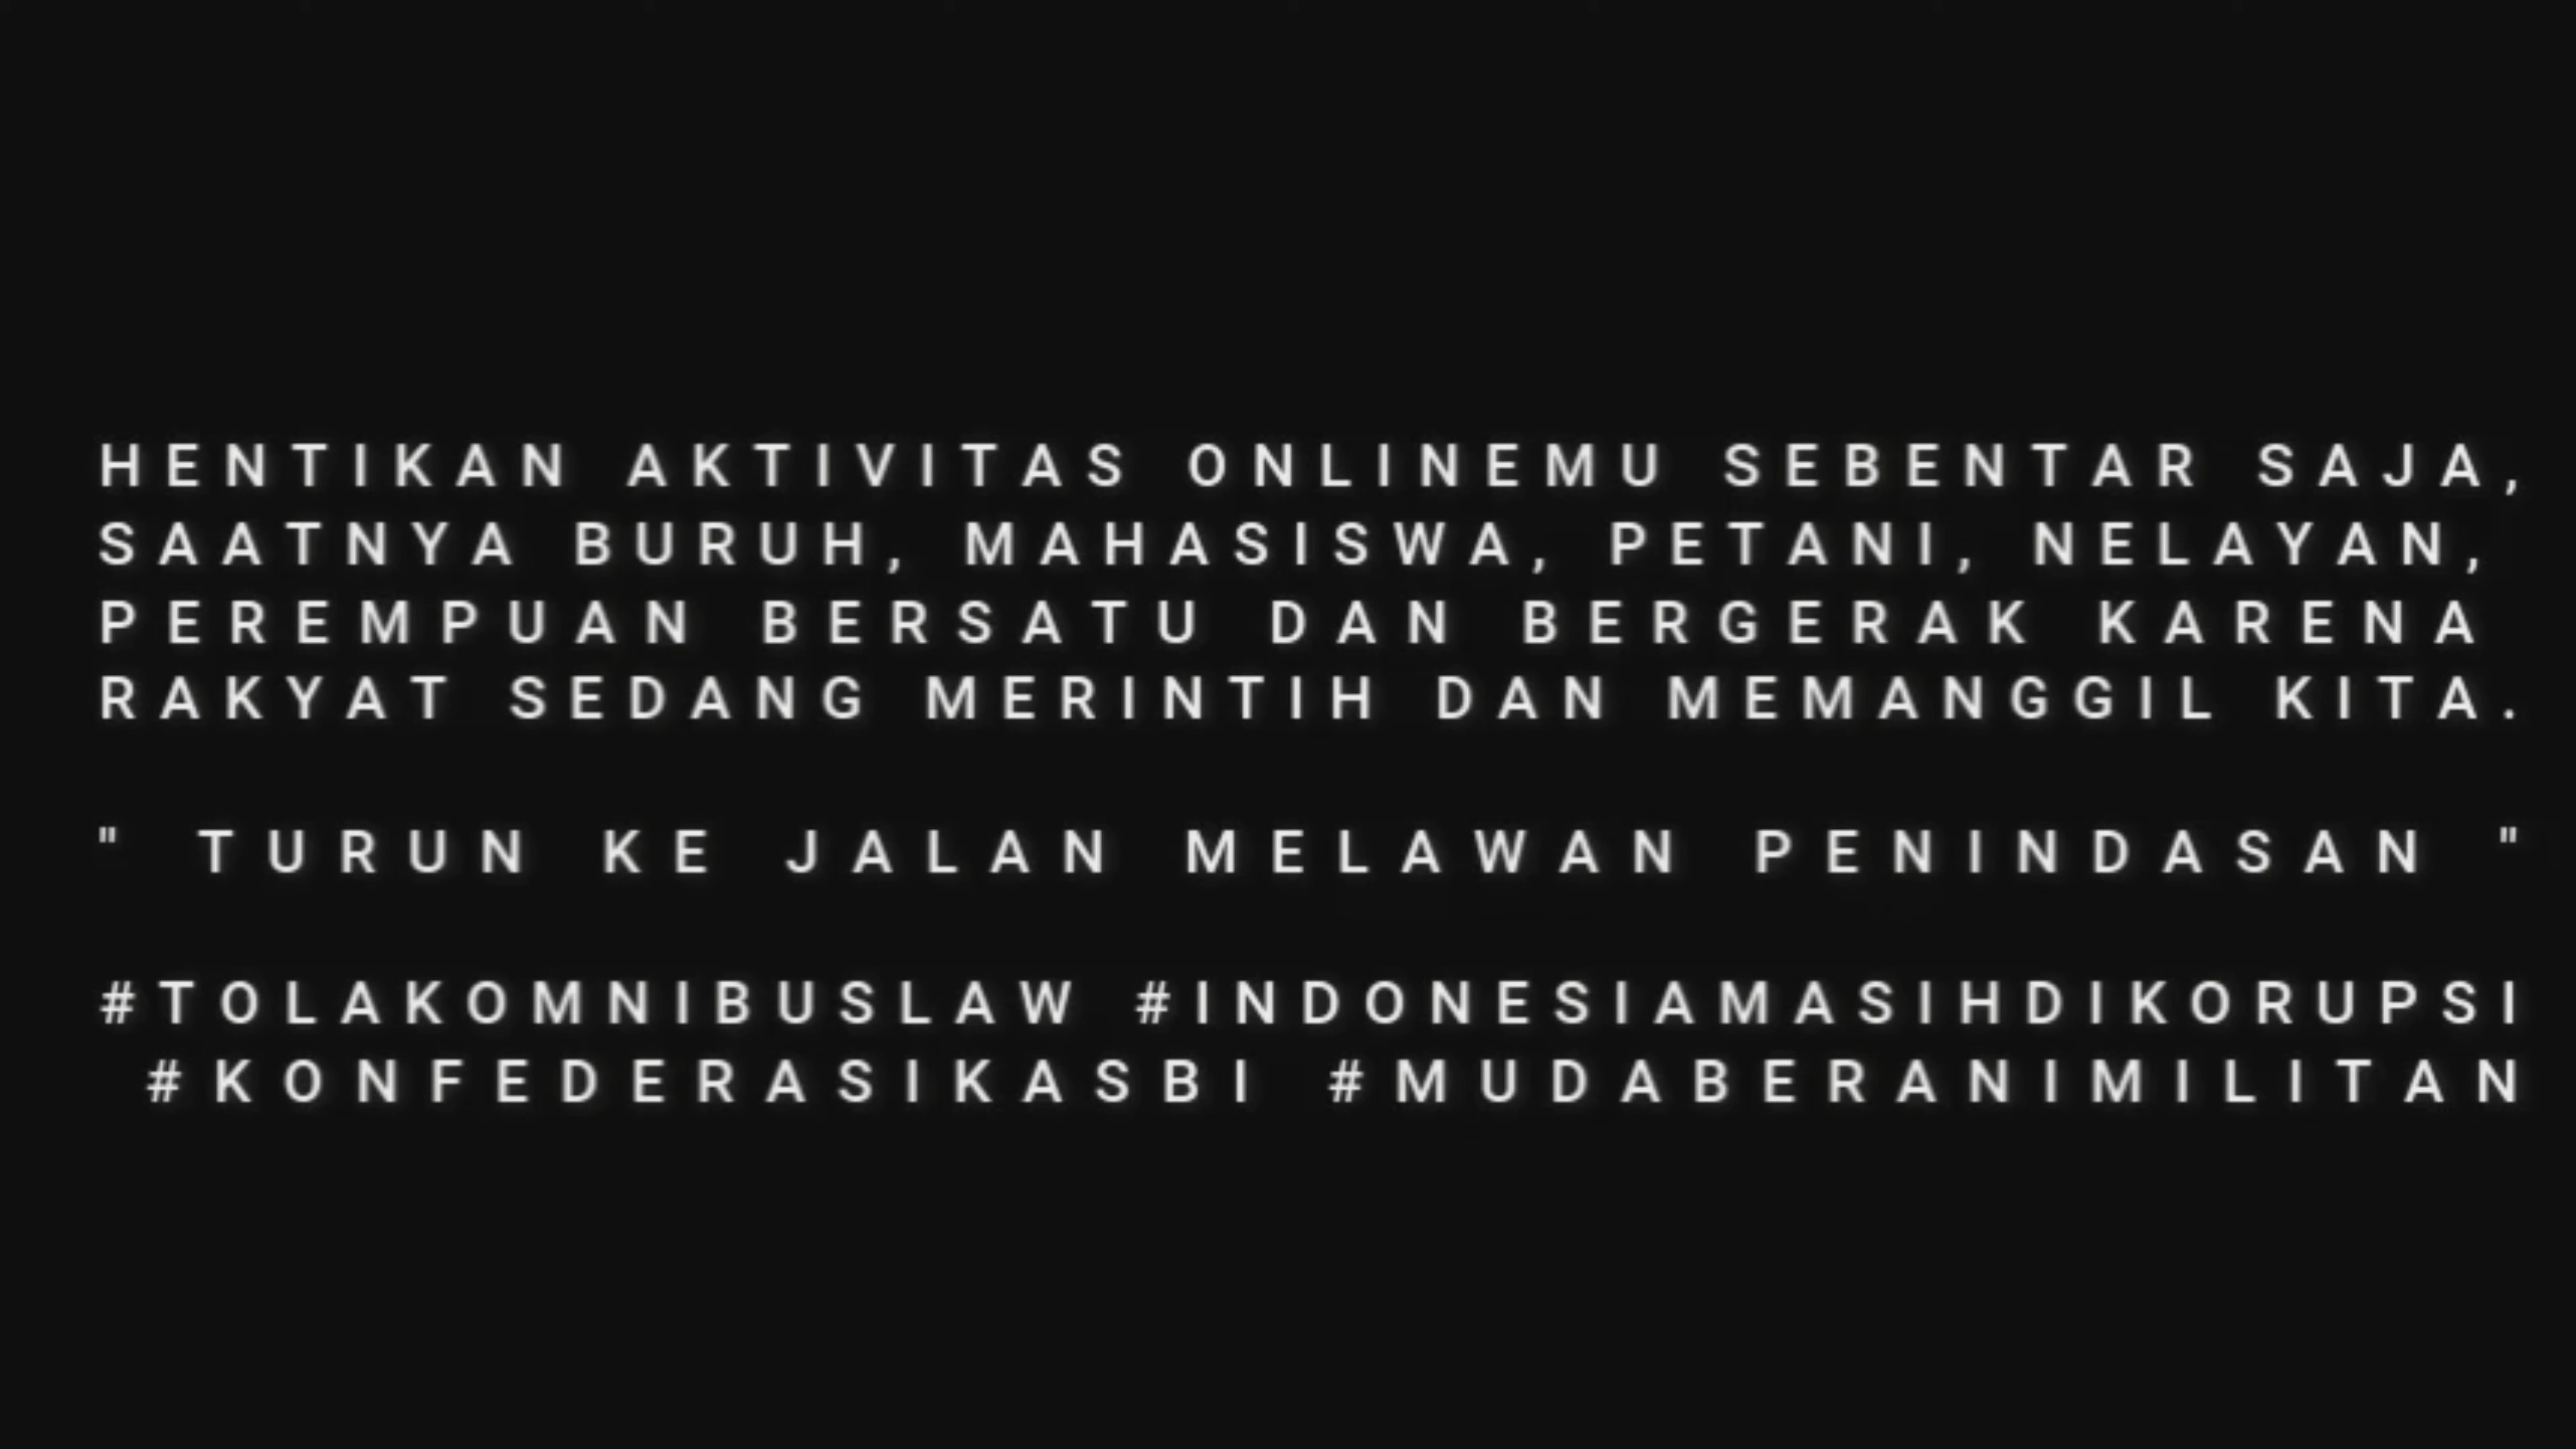 HENTIKAN AKTIVITAS ONLINEMU SEBENTAR SAJA,
SAATNYA BURUH, MAHASISWA, PETANI, NELAYAN,
PEREMPUAN BERSATU DAN BERGERAK KARENA
RAKYAT SEDANG MERINTIH DAN MEMANGGIL KITA.
" TURUN KE JALAN MELAWAN PENINDASAN "
#TOLAKOMNIBUSLAW #INDONESIAMASIHDIKORUPSI
#KONFEDERASIKASBI #MUDABERANIMILITAN